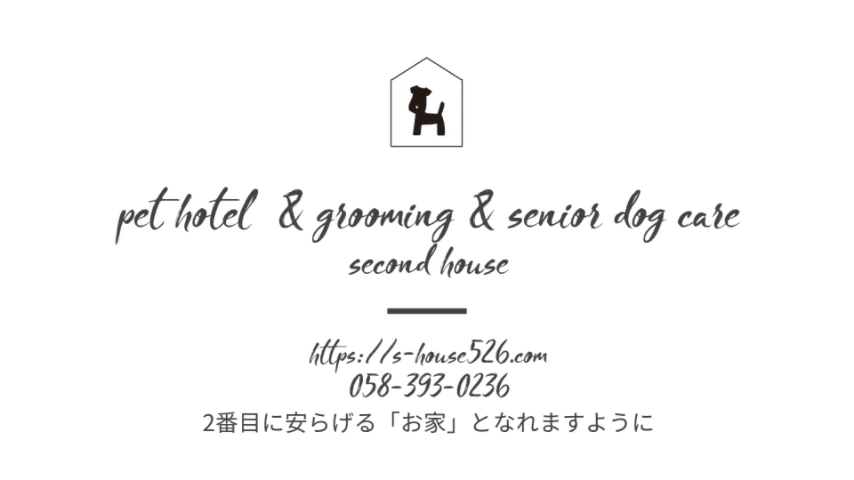 pet hotel & grooming & senior dog care
second house
https://s-house526.com
058-393-0236
2番目に安らげる「お家」となれますように